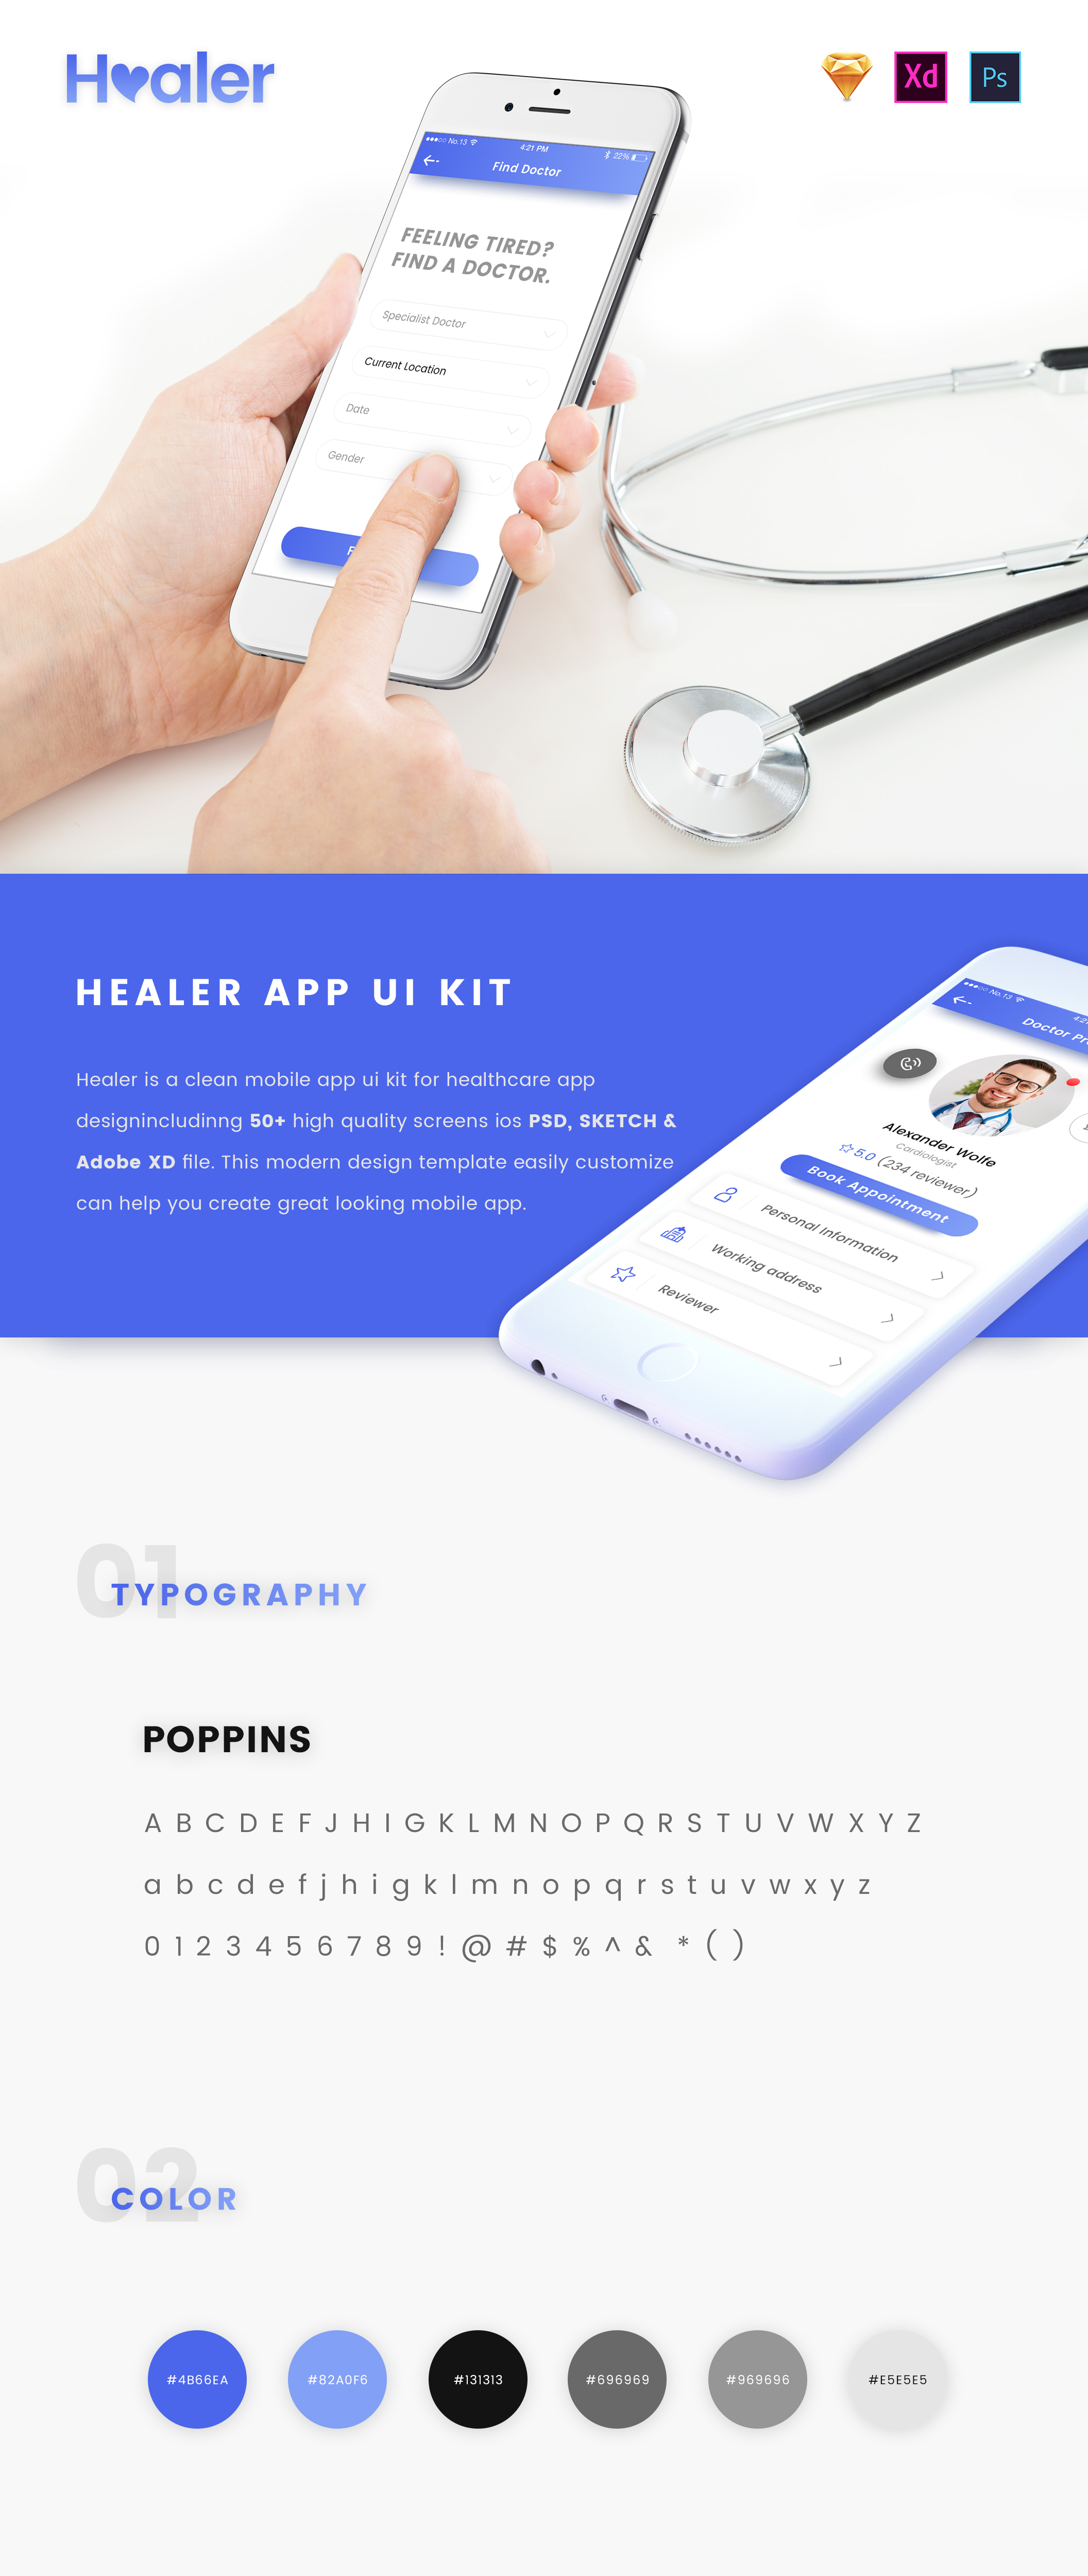 Healer
Xd
Ps
No.13
4:21 PM
22%
Find Doctor
FEELING TIRED?
FIND A DOCTOR.
Specialist Doctor
Current Location
Date
Gender
HEALER APP UI KIT
Healer is a clean mobile app ui kit for healthcare app
designincludinng 50+ high quality screens ios PSD, SKETCH &
Adobe XD file. This modern design template easily customize
can help you create great looking mobile app.
No.13
Doctor
Alexander Wolfe
Cardiologist
5.0 (234 reviewer)
Book Appointment
Personal Information
Working address
Reviewer
01
TYPOGRAPHY
POPPINS
A B C D E F J H I G K L M N O P Q R S T U V W X Y Z
a b c d e f j h i g k l m n o p q r s t u v w x y z
0 1 2 3 4 5 6 7 8 9 ! @ # $ % ^ & * ( )
02
COLOR
#4B66EA
#82A0F6
#131313
#696969
#969696
#E5E5E5